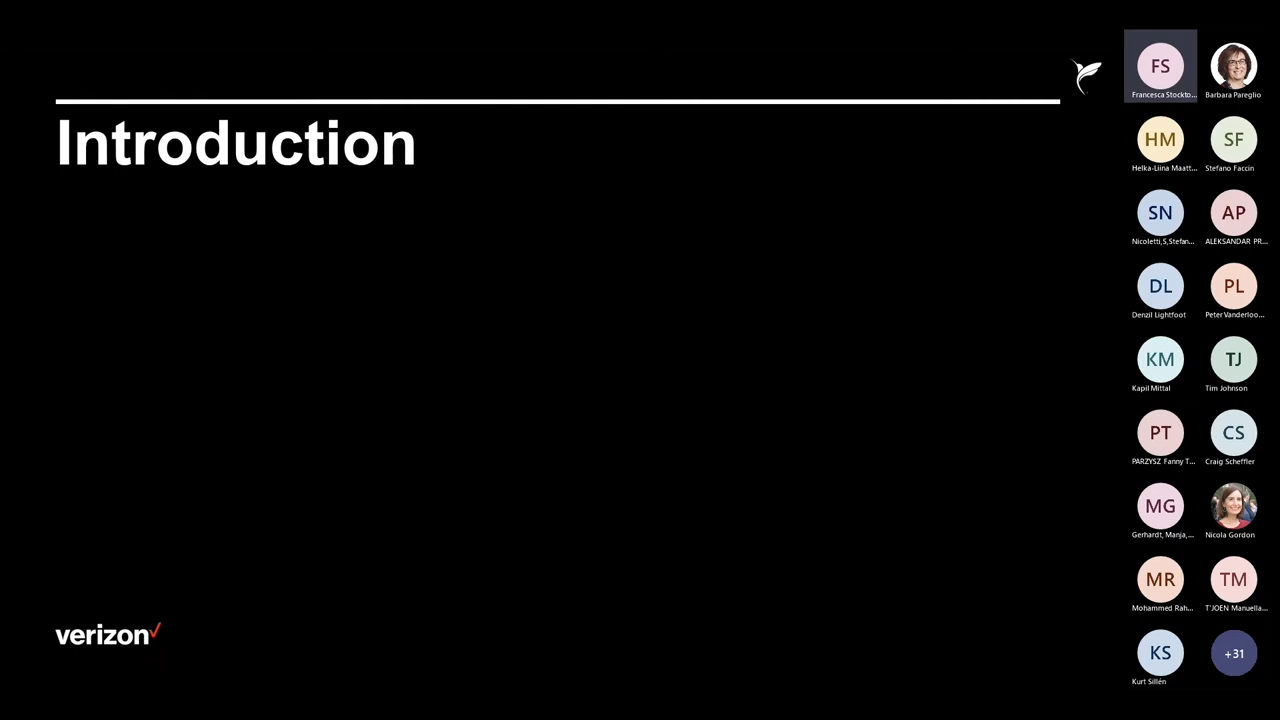 Introduction
verizon✓
FS
Francesca Stockto...
Barbara Pareglio
HM
Helka-Liina Maatt...
SF
Stefano Faccin
SN
Nicoletti,S,Stefan...
AP
ALEKSANDAR PR...
DL
Denzil Lightfoot
PL
Peter Vanderloo...
KM
Kapil Mittal
TJ
Tim Johnson
PT
PARZYSZ Fanny T...
CS
Craig Scheffler
MG
Gerhardt, Manja,...
Nicola Gordon
MR
Mohammed Rah...
TM
T'JOEN Manuella...
KS
Kurt Sillén
+31